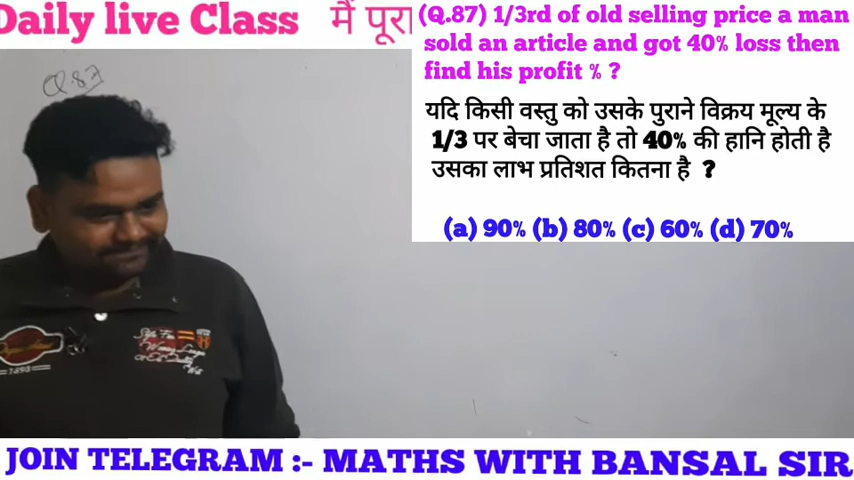 Daily live Class में पूरा
(Q.87) 1/3rd of old selling price a man
sold an article and got 40% loss then
find his profit % ?
यदि किसी वस्तु को उसके पुराने विक्रय मूल्य के
1/3 पर बेचा जाता है तो 40% की हानि होती है
उसका लाभ प्रतिशत कितना है ?
(a) 90% (b) 80% (c) 60% (d) 70%
Q.87
1898
JOIN TELEGRAM :- MATHS WITH BANSAL SIR